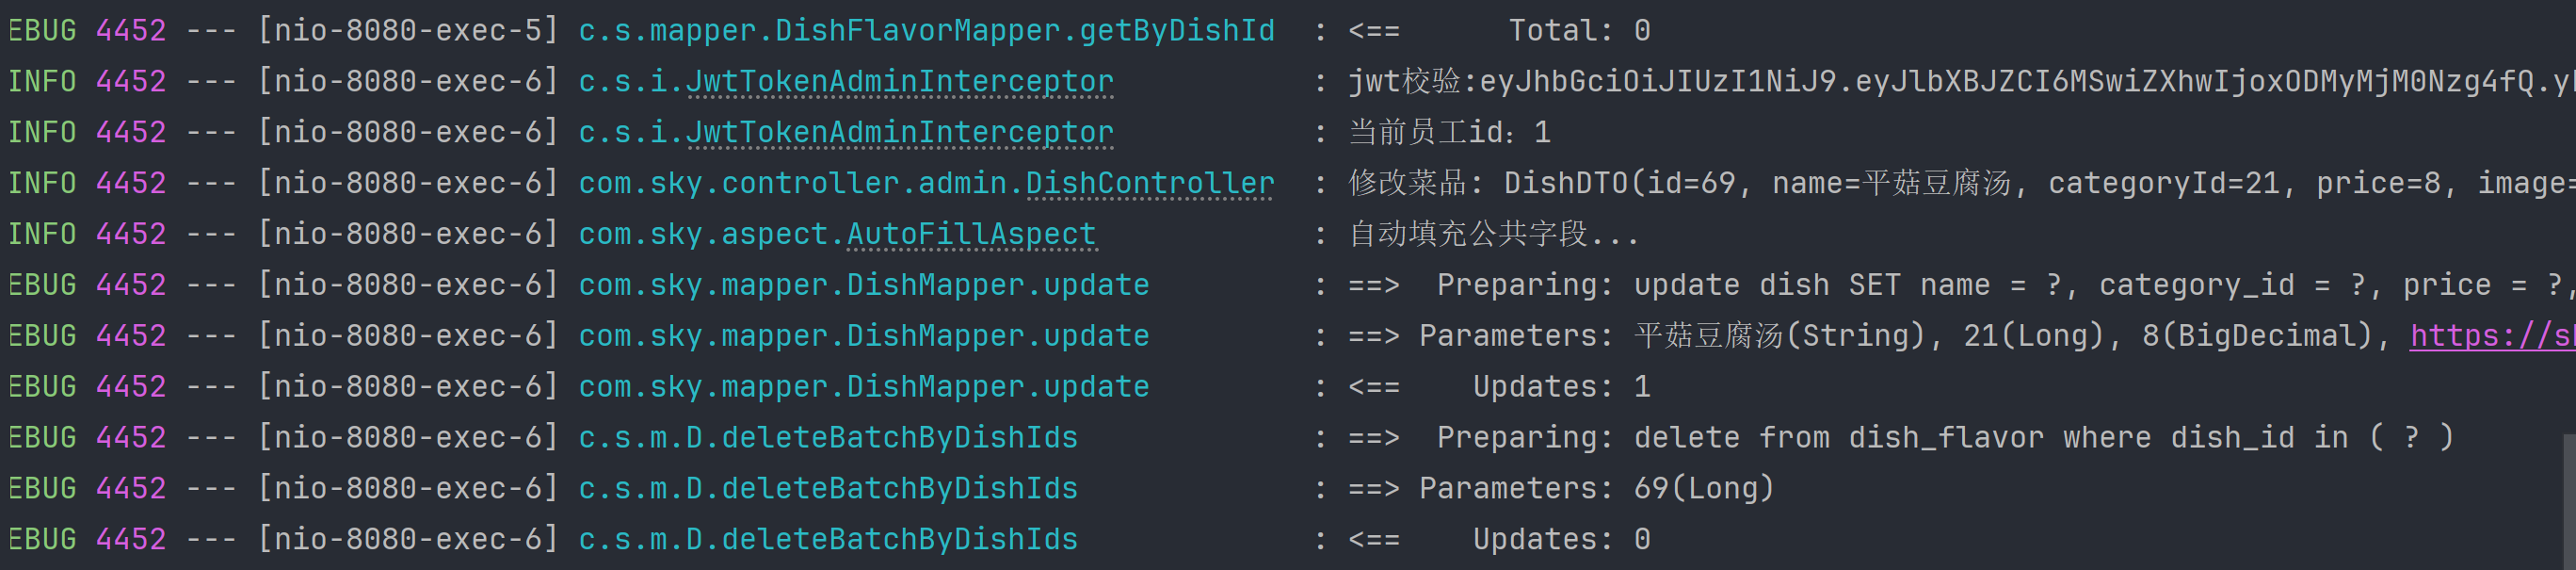 EBUG 4452 --- [nio-8080-exec-5] c.s.mapper.DishFlavorMapper.getByDishId : <== Total: 0
INFO 4452 --- [nio-8080-exec-6] c.s.i.JwtTokenAdminInterceptor : jwt校验:eyJhbGciOiJIUzI1NiJ9.eyJlbXBJZCI6MSwiZXhwIjoxODMyMjM0Nzg4fQ.yl
INFO 4452 --- [nio-8080-exec-6] c.s.i.JwtTokenAdminInterceptor : 当前员工id：1
INFO 4452 --- [nio-8080-exec-6] com.sky.controller.admin.DishController : 修改菜品: DishDTO(id=69, name=平菇豆腐汤, categoryId=21, price=8, image=
INFO 4452 --- [nio-8080-exec-6] com.sky.aspect.AutoFillAspect : 自动填充公共字段...
EBUG 4452 --- [nio-8080-exec-6] com.sky.mapper.DishMapper.update : ==> Preparing: update dish SET name = ?, category_id = ?, price = ?,
EBUG 4452 --- [nio-8080-exec-6] com.sky.mapper.DishMapper.update : ==> Parameters: 平菇豆腐汤(String), 21(Long), 8(BigDecimal), https://s
EBUG 4452 --- [nio-8080-exec-6] com.sky.mapper.DishMapper.update : <== Updates: 1
EBUG 4452 --- [nio-8080-exec-6] c.s.m.D.deleteBatchByDishIds : ==> Preparing: delete from dish_flavor where dish_id in ( ? )
EBUG 4452 --- [nio-8080-exec-6] c.s.m.D.deleteBatchByDishIds : ==> Parameters: 69(Long)
EBUG 4452 --- [nio-8080-exec-6] c.s.m.D.deleteBatchByDishIds : <== Updates: 0